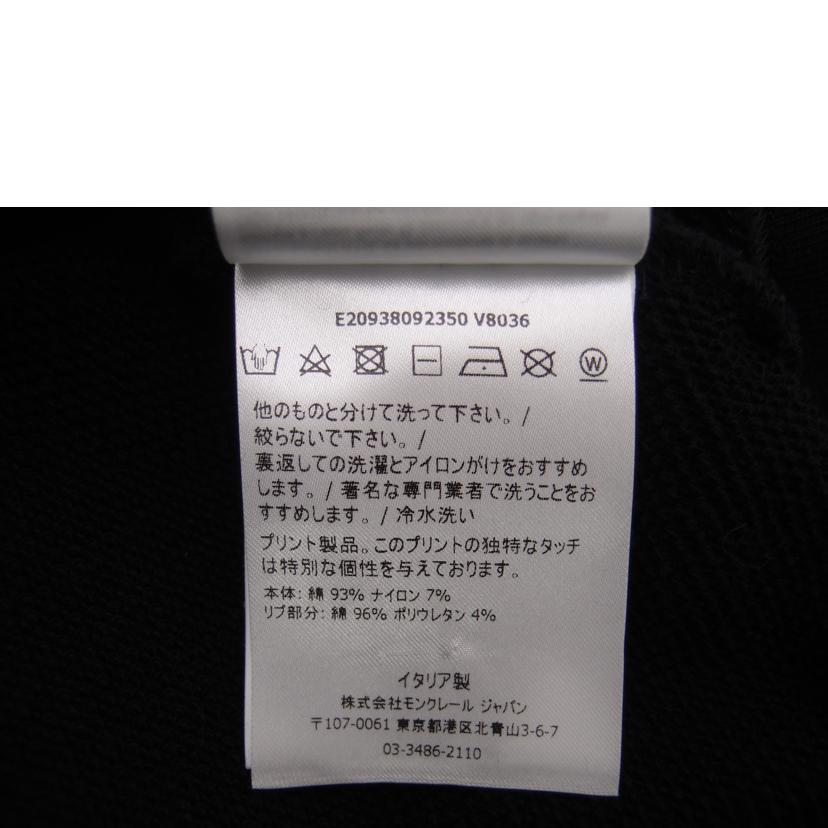 E20938092350 V8036
W
他のものと分けて洗って下さい。/
絞らないで下さい。/
裏返しての洗濯とアイロンがけをおすすめ
します。/ 著名な専門業者で洗うことをお
すすめします。/ 冷水洗い
プリント製品。このプリントの独特なタッチ
は特別な個性を与えております。
本体: 綿 93% ナイロン 7%
リブ部分: 綿 96% ポリウレタン 4%
イタリア製
株式会社モンクレール ジャパン
〒107-0061 東京都港区北青山3-6-7
03-3486-2110